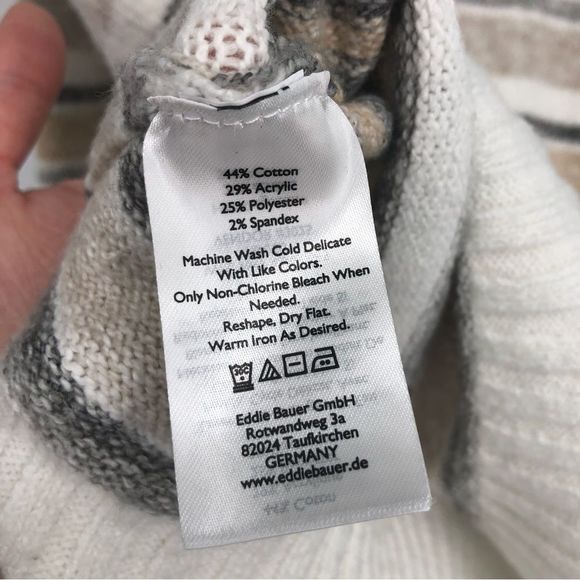 44% Cotton
29% Acrylic
25% Polyester
2% Spandex
Machine Wash Cold Delicate
With Like Colors.
Only Non-Chlorine Bleach When
Needed.
Reshape, Dry Flat.
Warm Iron As Desired.
Eddie Bauer GmbH
Rotwandweg 3a
82024 Taufkirchen
GERMANY
www.eddiebauer.de